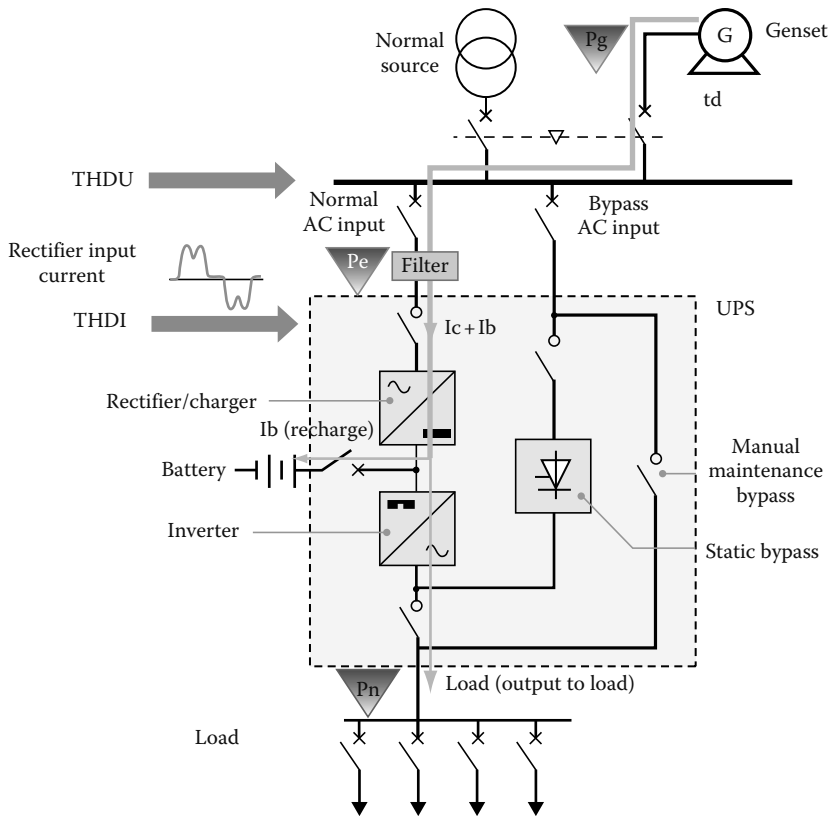 Normal
source
Pg
G
Genset
td
THDU
Normal
AC input
Bypass
AC input
Rectifier input
current
Pe
Filter
UPS
THDI
Ic + Ib
Rectifier/charger
Ib (recharge)
Battery
Manual
maintenance
bypass
Inverter
Static bypass
Pn
Load (output to load)
Load